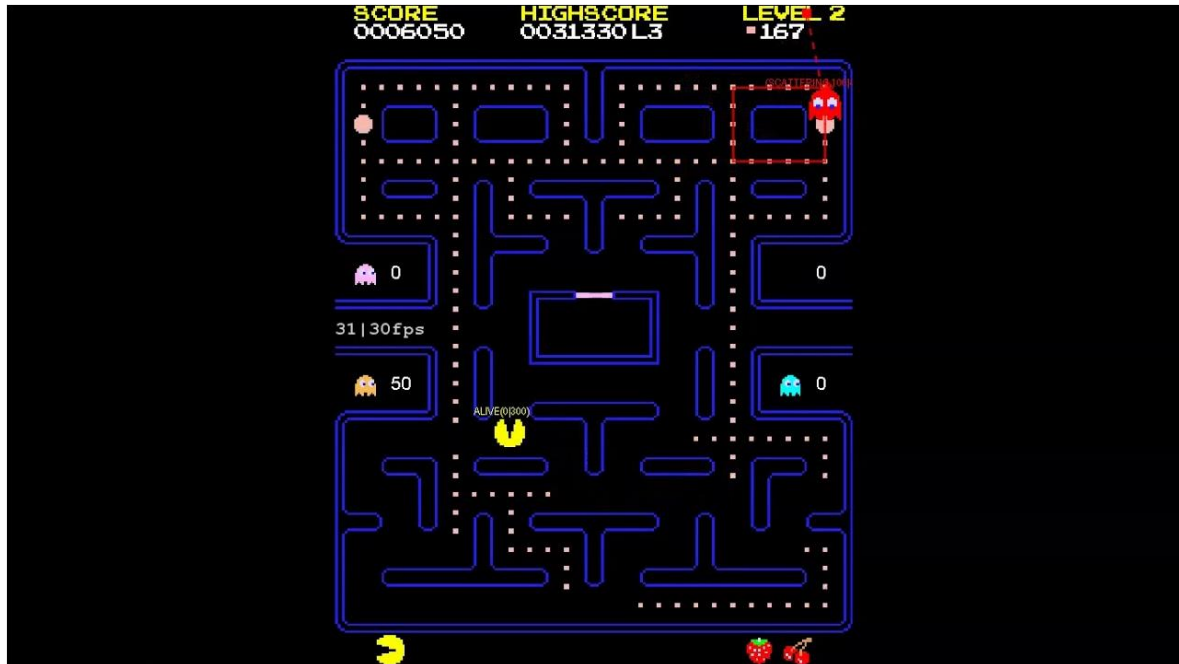 SCORE HIGHSCORE LEVEL 2
0006050 0031330 L3 167
0 0
31|30fps
50 0
ALIVE(0|300)